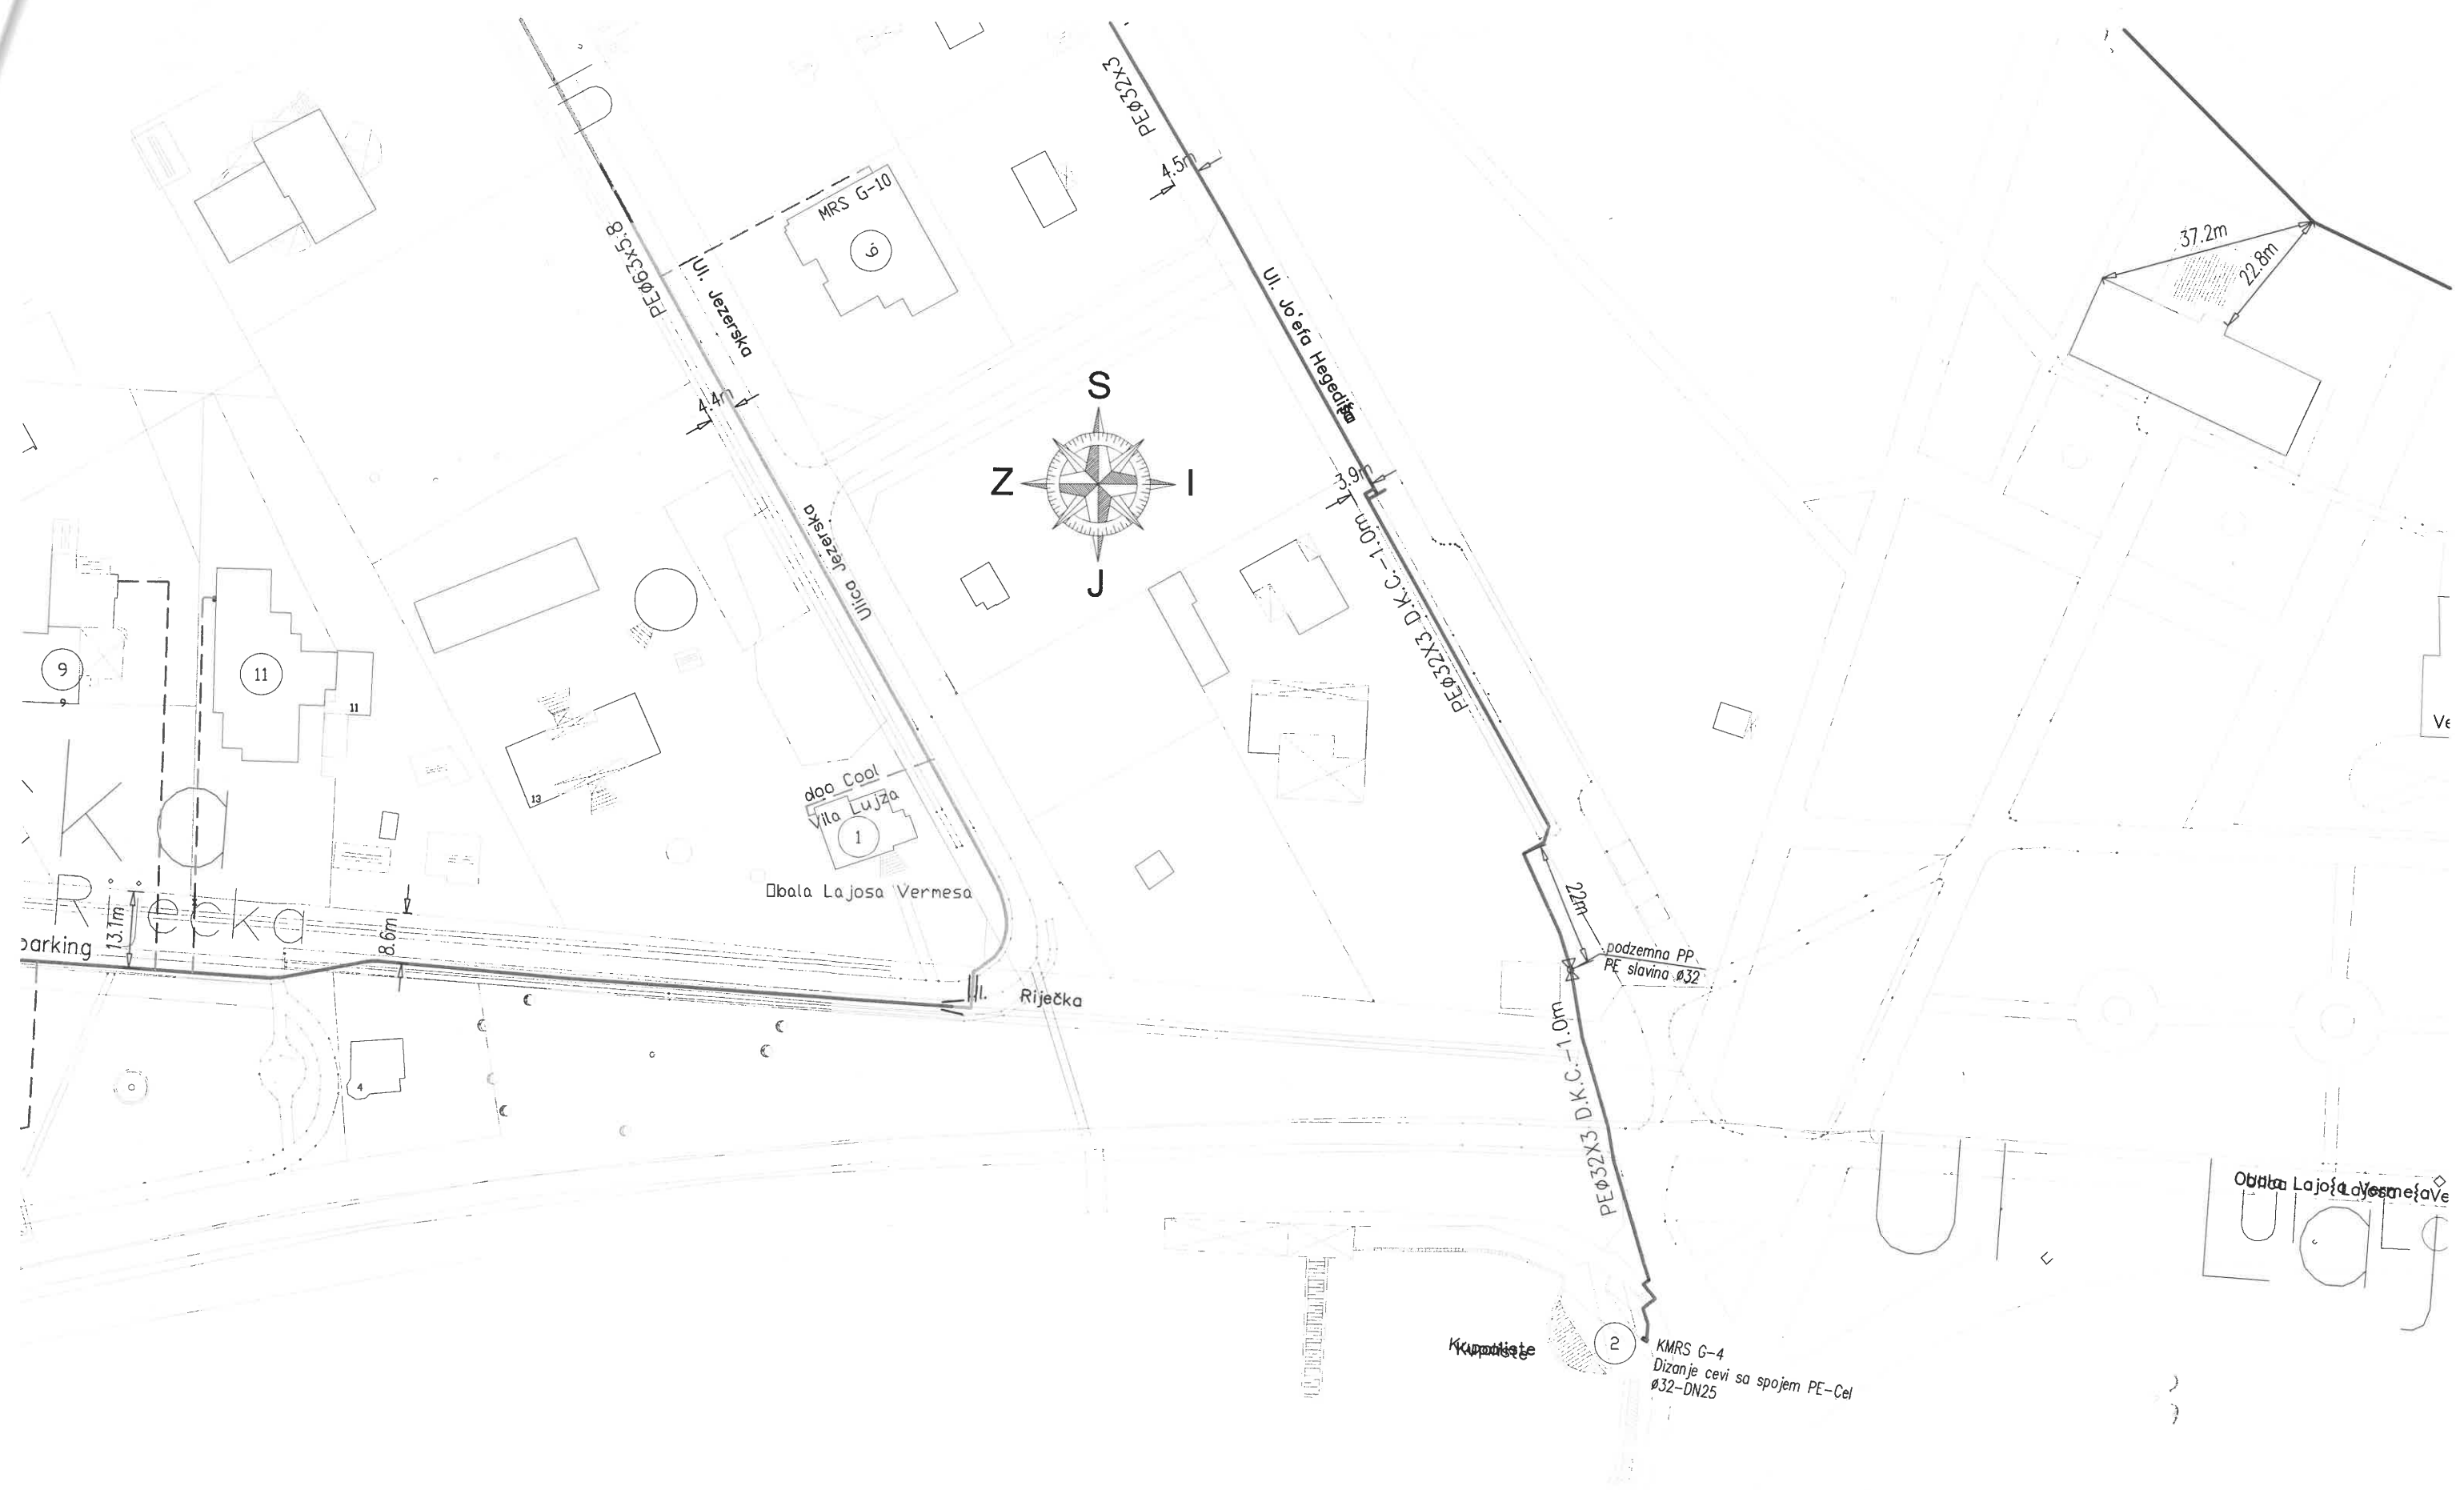 PEØ32x3
4.5m
MRS G-10
6
PEØ63x5,8
Ul. Jezerska
37.2m
22.8m
Ul. Jo'efa
4.4m
S
Z
I
J
3.9m
Ulica Jezerska
PEØ32X3 D.K.C.-1.0m
9
9
11
11
13
K
doo Cool
Vila Lujza
1
Obala Lajosa Vermesa
Riječka
13.1m
8.6m
parking
22m
podzemna PP
PE slavina ø32
Ul.
Riječka
PEØ32X3 D.K.C.-1.0m
4
U
2
KMRS G-4
Dizanje cevi sa spojem PE-Cel
ø32-DN25